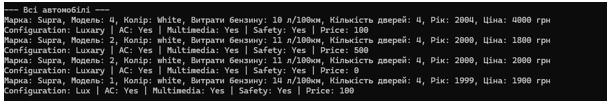 --- Всі автомобілі ---
Марка: Supra, Модель: 4, Колір: White, Витрати бензину: 10 л/100км, Кількість дверей: 4, Рік: 2004, Ціна: 4000 грн
Configuration: Luxary | AC: Yes | Multimedia: Yes | Safety: Yes | Price: 100
Марка: Supra, Модель: 2, Колір: white, Витрати бензину: 11 л/100км, Кількість дверей: 4, Рік: 2000, Ціна: 1800 грн
Configuration: Luxary | AC: Yes | Multimedia: Yes | Safety: Yes | Price: 500
Марка: Supra, Модель: 2, Колір: white, Витрати бензину: 11 л/100км, Кількість дверей: 4, Рік: 2000, Ціна: 2000 грн
Configuration: Luxary | AC: Yes | Multimedia: Yes | Safety: Yes | Price: 0
Марка: Supra, Модель: 1, Колір: white, Витрати бензину: 14 л/100км, Кількість дверей: 4, Рік: 1999, Ціна: 1900 грн
Configuration: Lux | AC: Yes | Multimedia: Yes | Safety: Yes | Price: 100